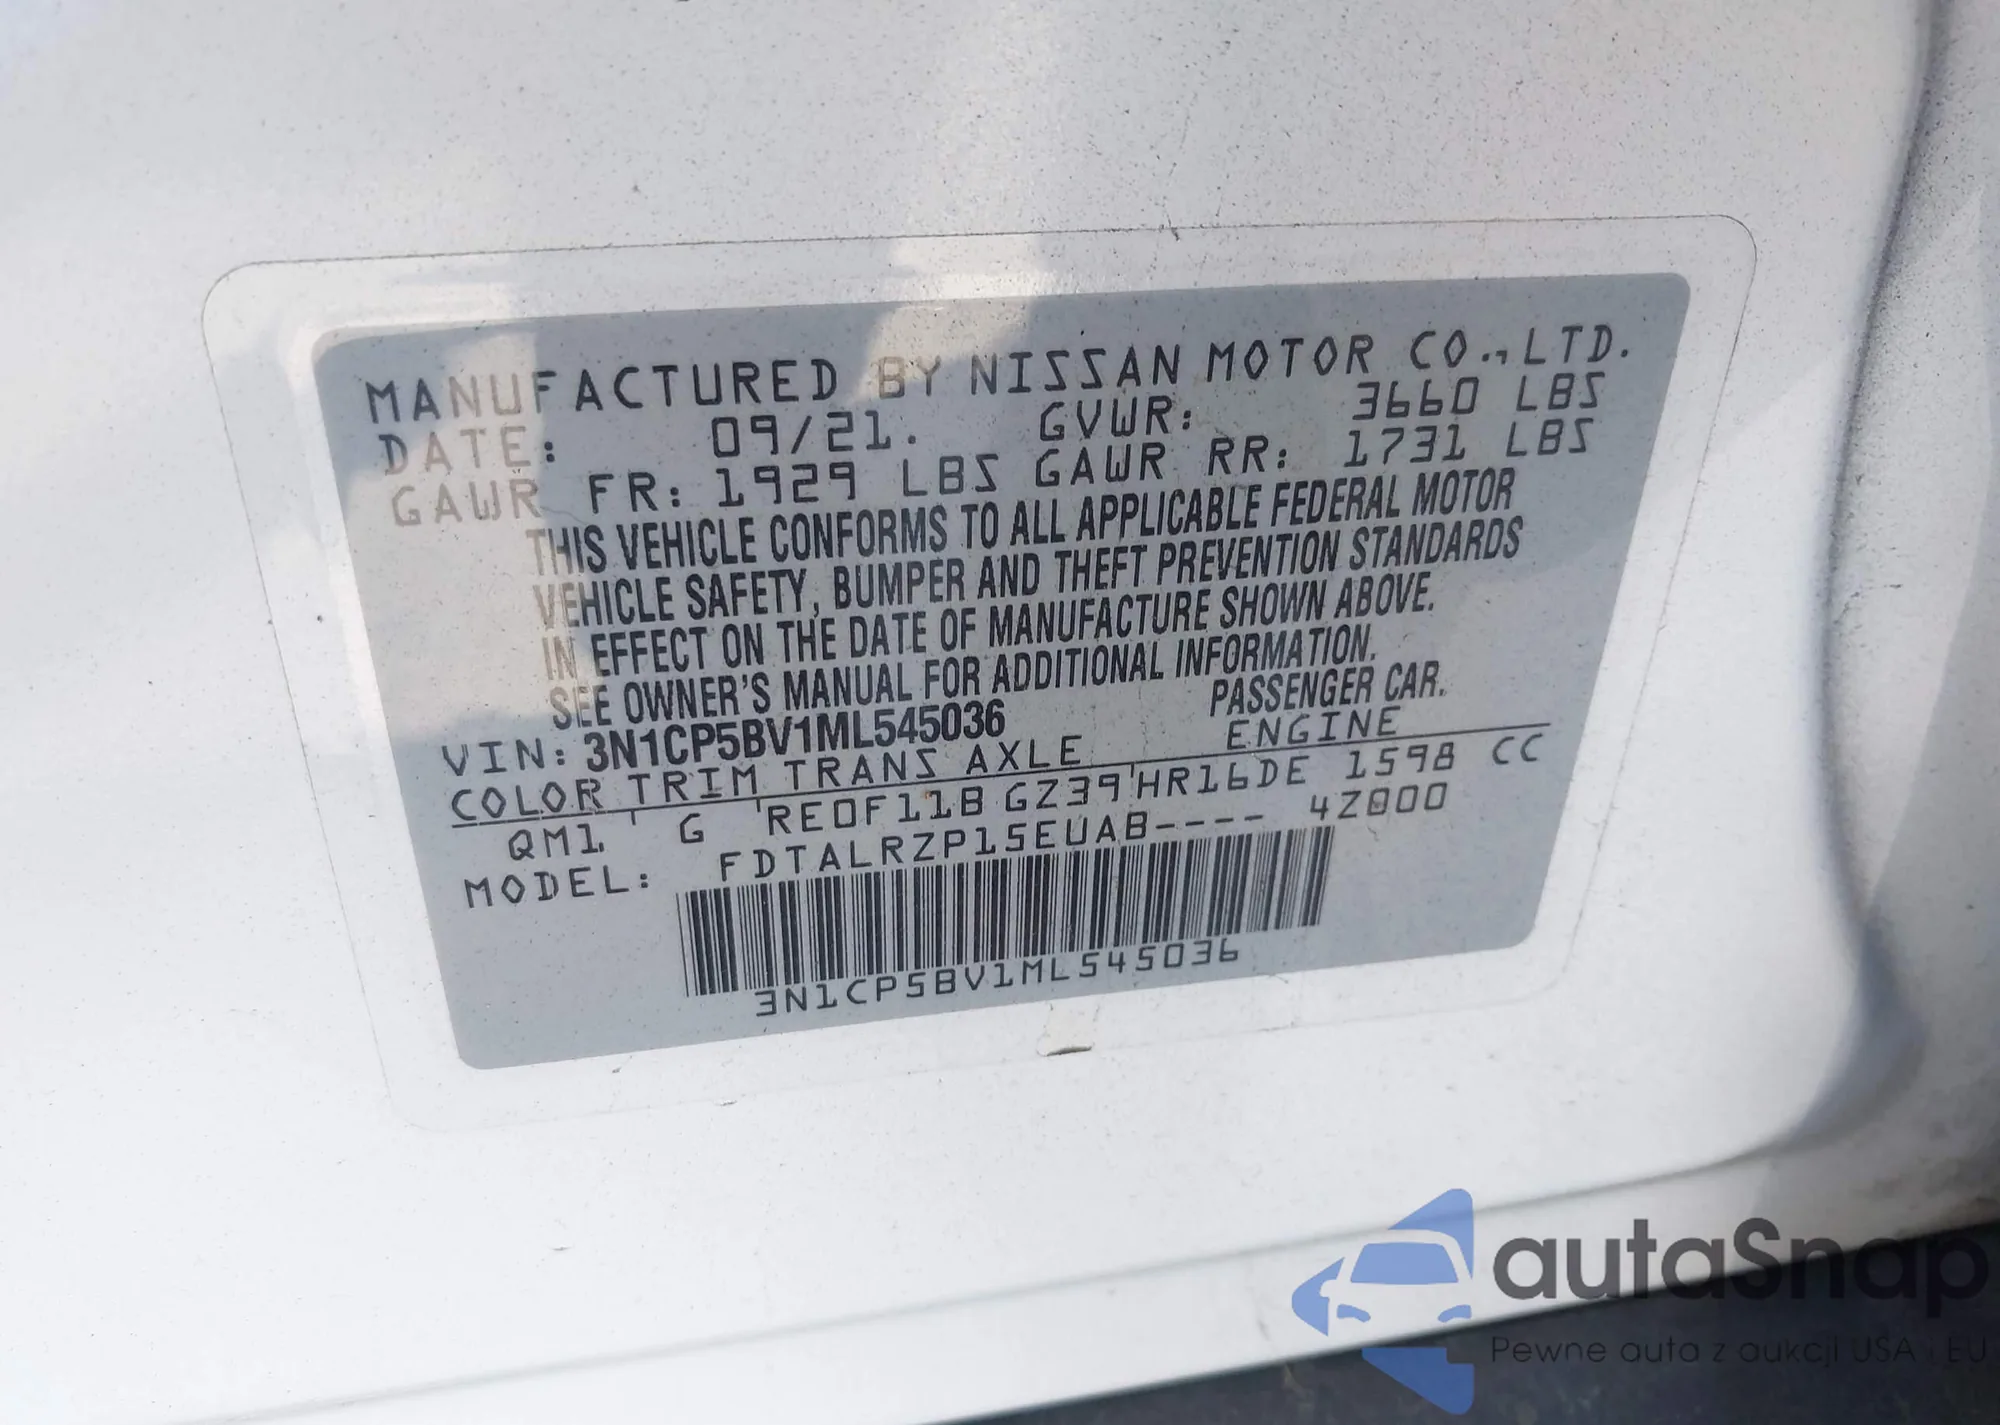 MANUFACTURED BY NISSAN MOTOR CO., LTD.
DATE: 09/21. GVWR: 3660 LBS
GAWR FR: 1929 LBS GAWR RR: 1731 LBS
THIS VEHICLE CONFORMS TO ALL APPLICABLE FEDERAL MOTOR
VEHICLE SAFETY, BUMPER AND THEFT PREVENTION STANDARDS
IN EFFECT ON THE DATE OF MANUFACTURE SHOWN ABOVE.
SEE OWNER'S MANUAL FOR ADDITIONAL INFORMATION.
VIN: 3N1CP5BV1ML545036 PASSENGER CAR.
COLOR TRIM TRANS AXLE ENGINE
QM1 G RE0F11B GZ39 HR16DE 1598 CC
MODEL: FDTALRZP15EUAB---- 4Z000
3N1CP5BV1ML545036
autaSnap
Pewne auta z aukcji USA i EU